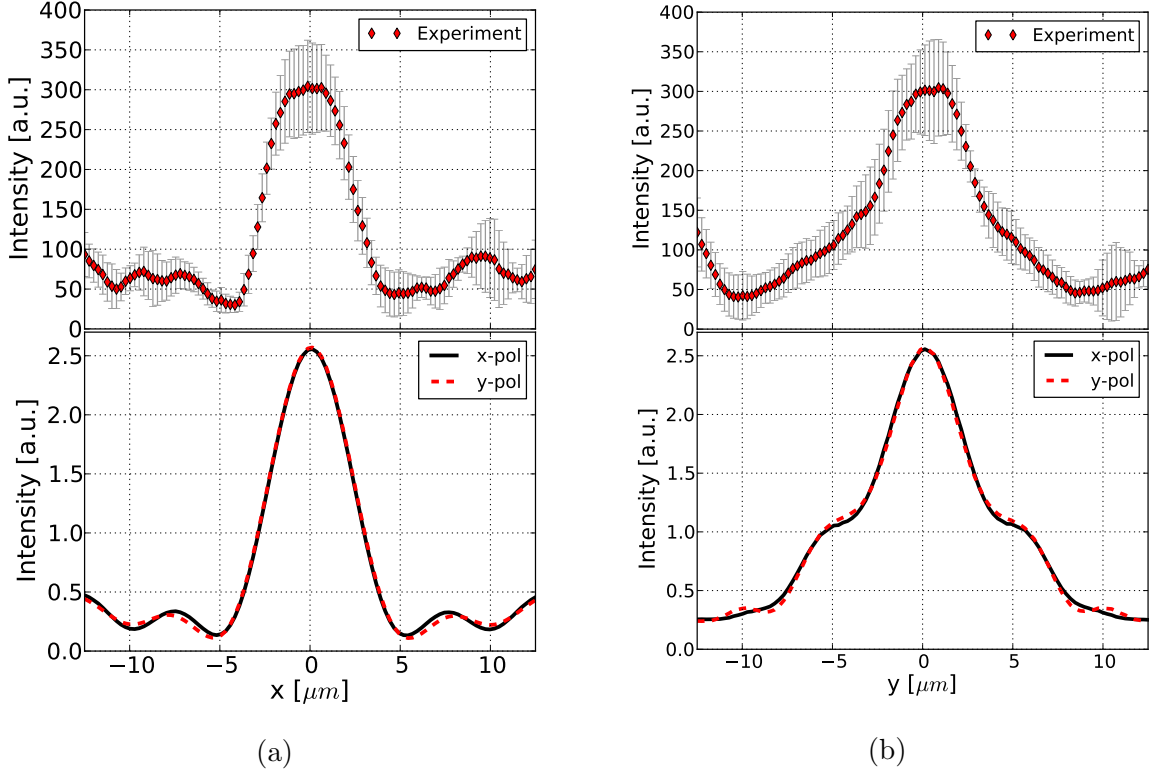 400
350
300
250
200
150
100
50
0
Intensity [a.u.]
Experiment
2.5
2.0
1.5
1.0
0.5
0.0
Intensity [a.u.]
x-pol
y-pol
−10 −5 0 5 10
x [μm]
(a)
400
350
300
250
200
150
100
50
0
Intensity [a.u.]
Experiment
2.5
2.0
1.5
1.0
0.5
0.0
Intensity [a.u.]
x-pol
y-pol
−10 −5 0 5 10
y [μm]
(b)